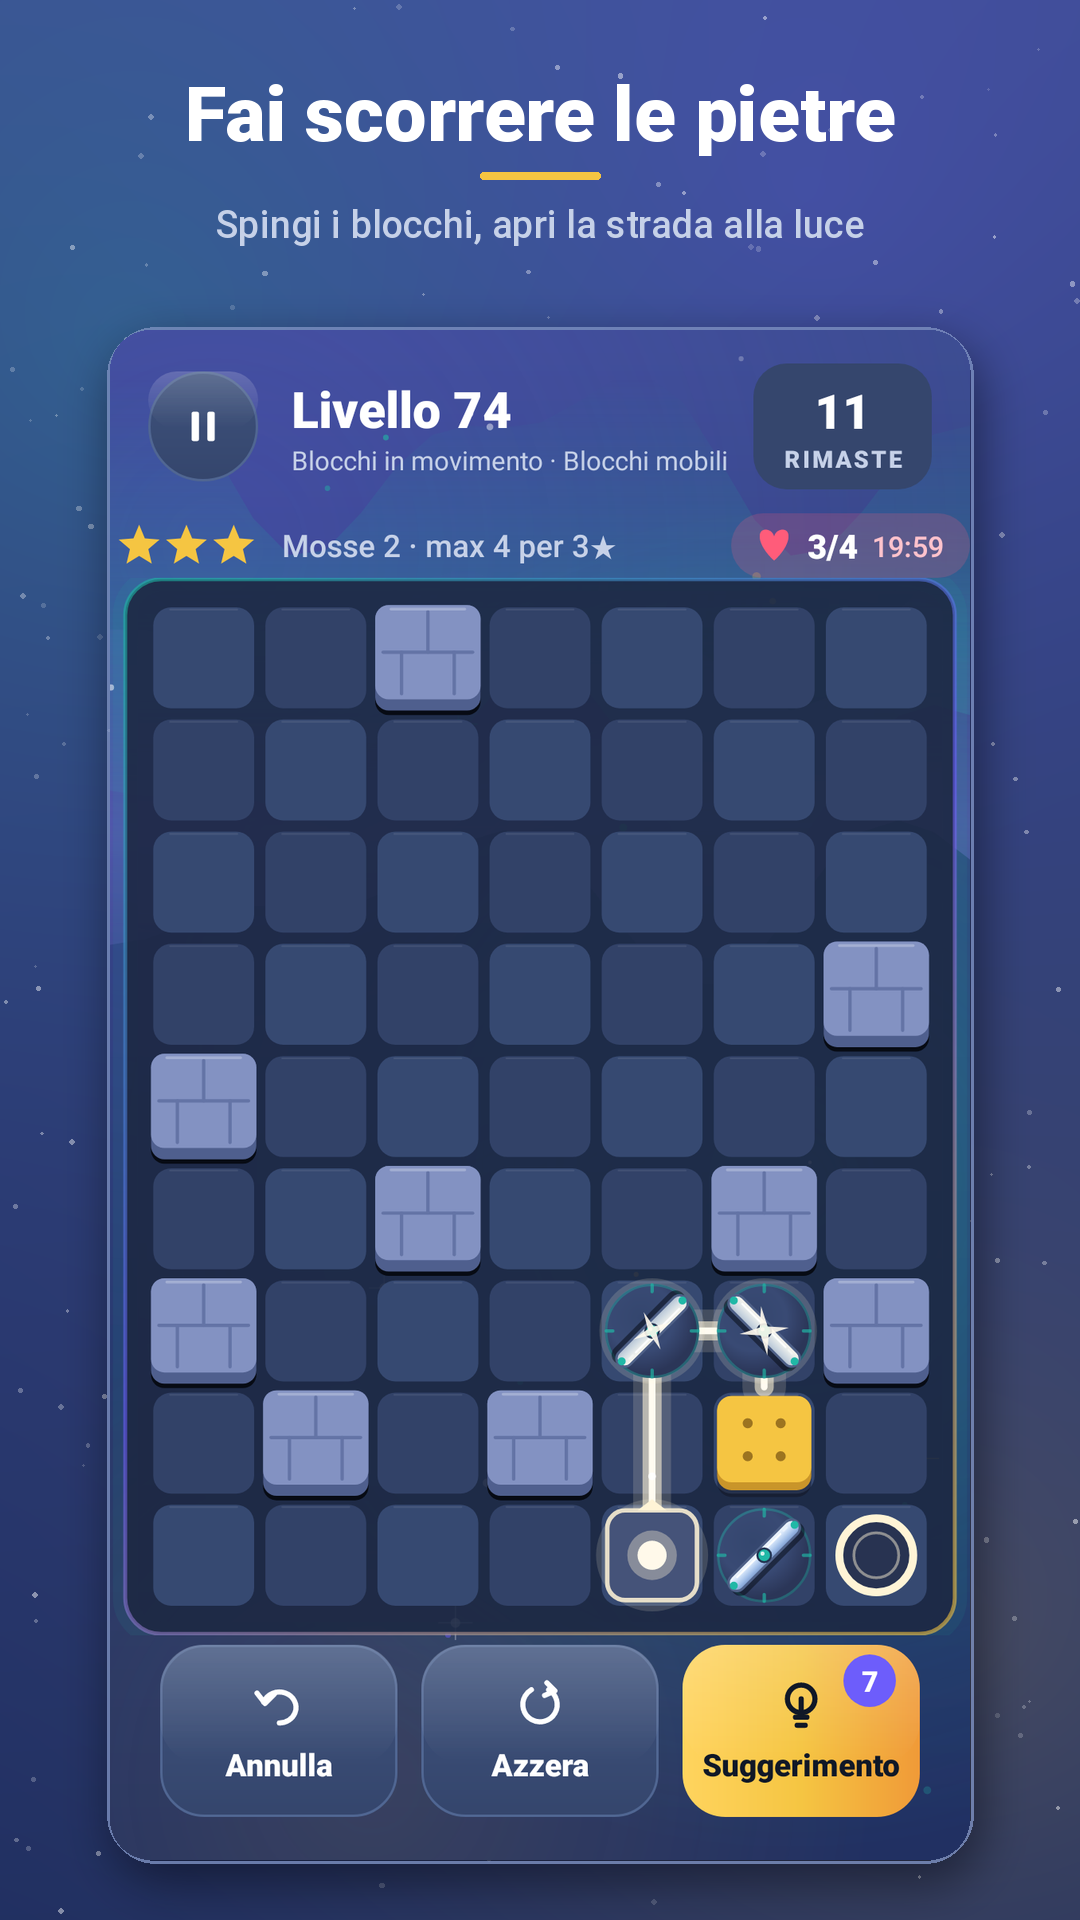 Fai scorrere le pietre
Spingi i blocchi, apri la strada alla luce
Livello 74
Blocchi in movimento · Blocchi mobili
11
RIMASTE
Mosse 2 · max 4 per 3★
3/4 19:59
Annulla
Azzera
Suggerimento
7